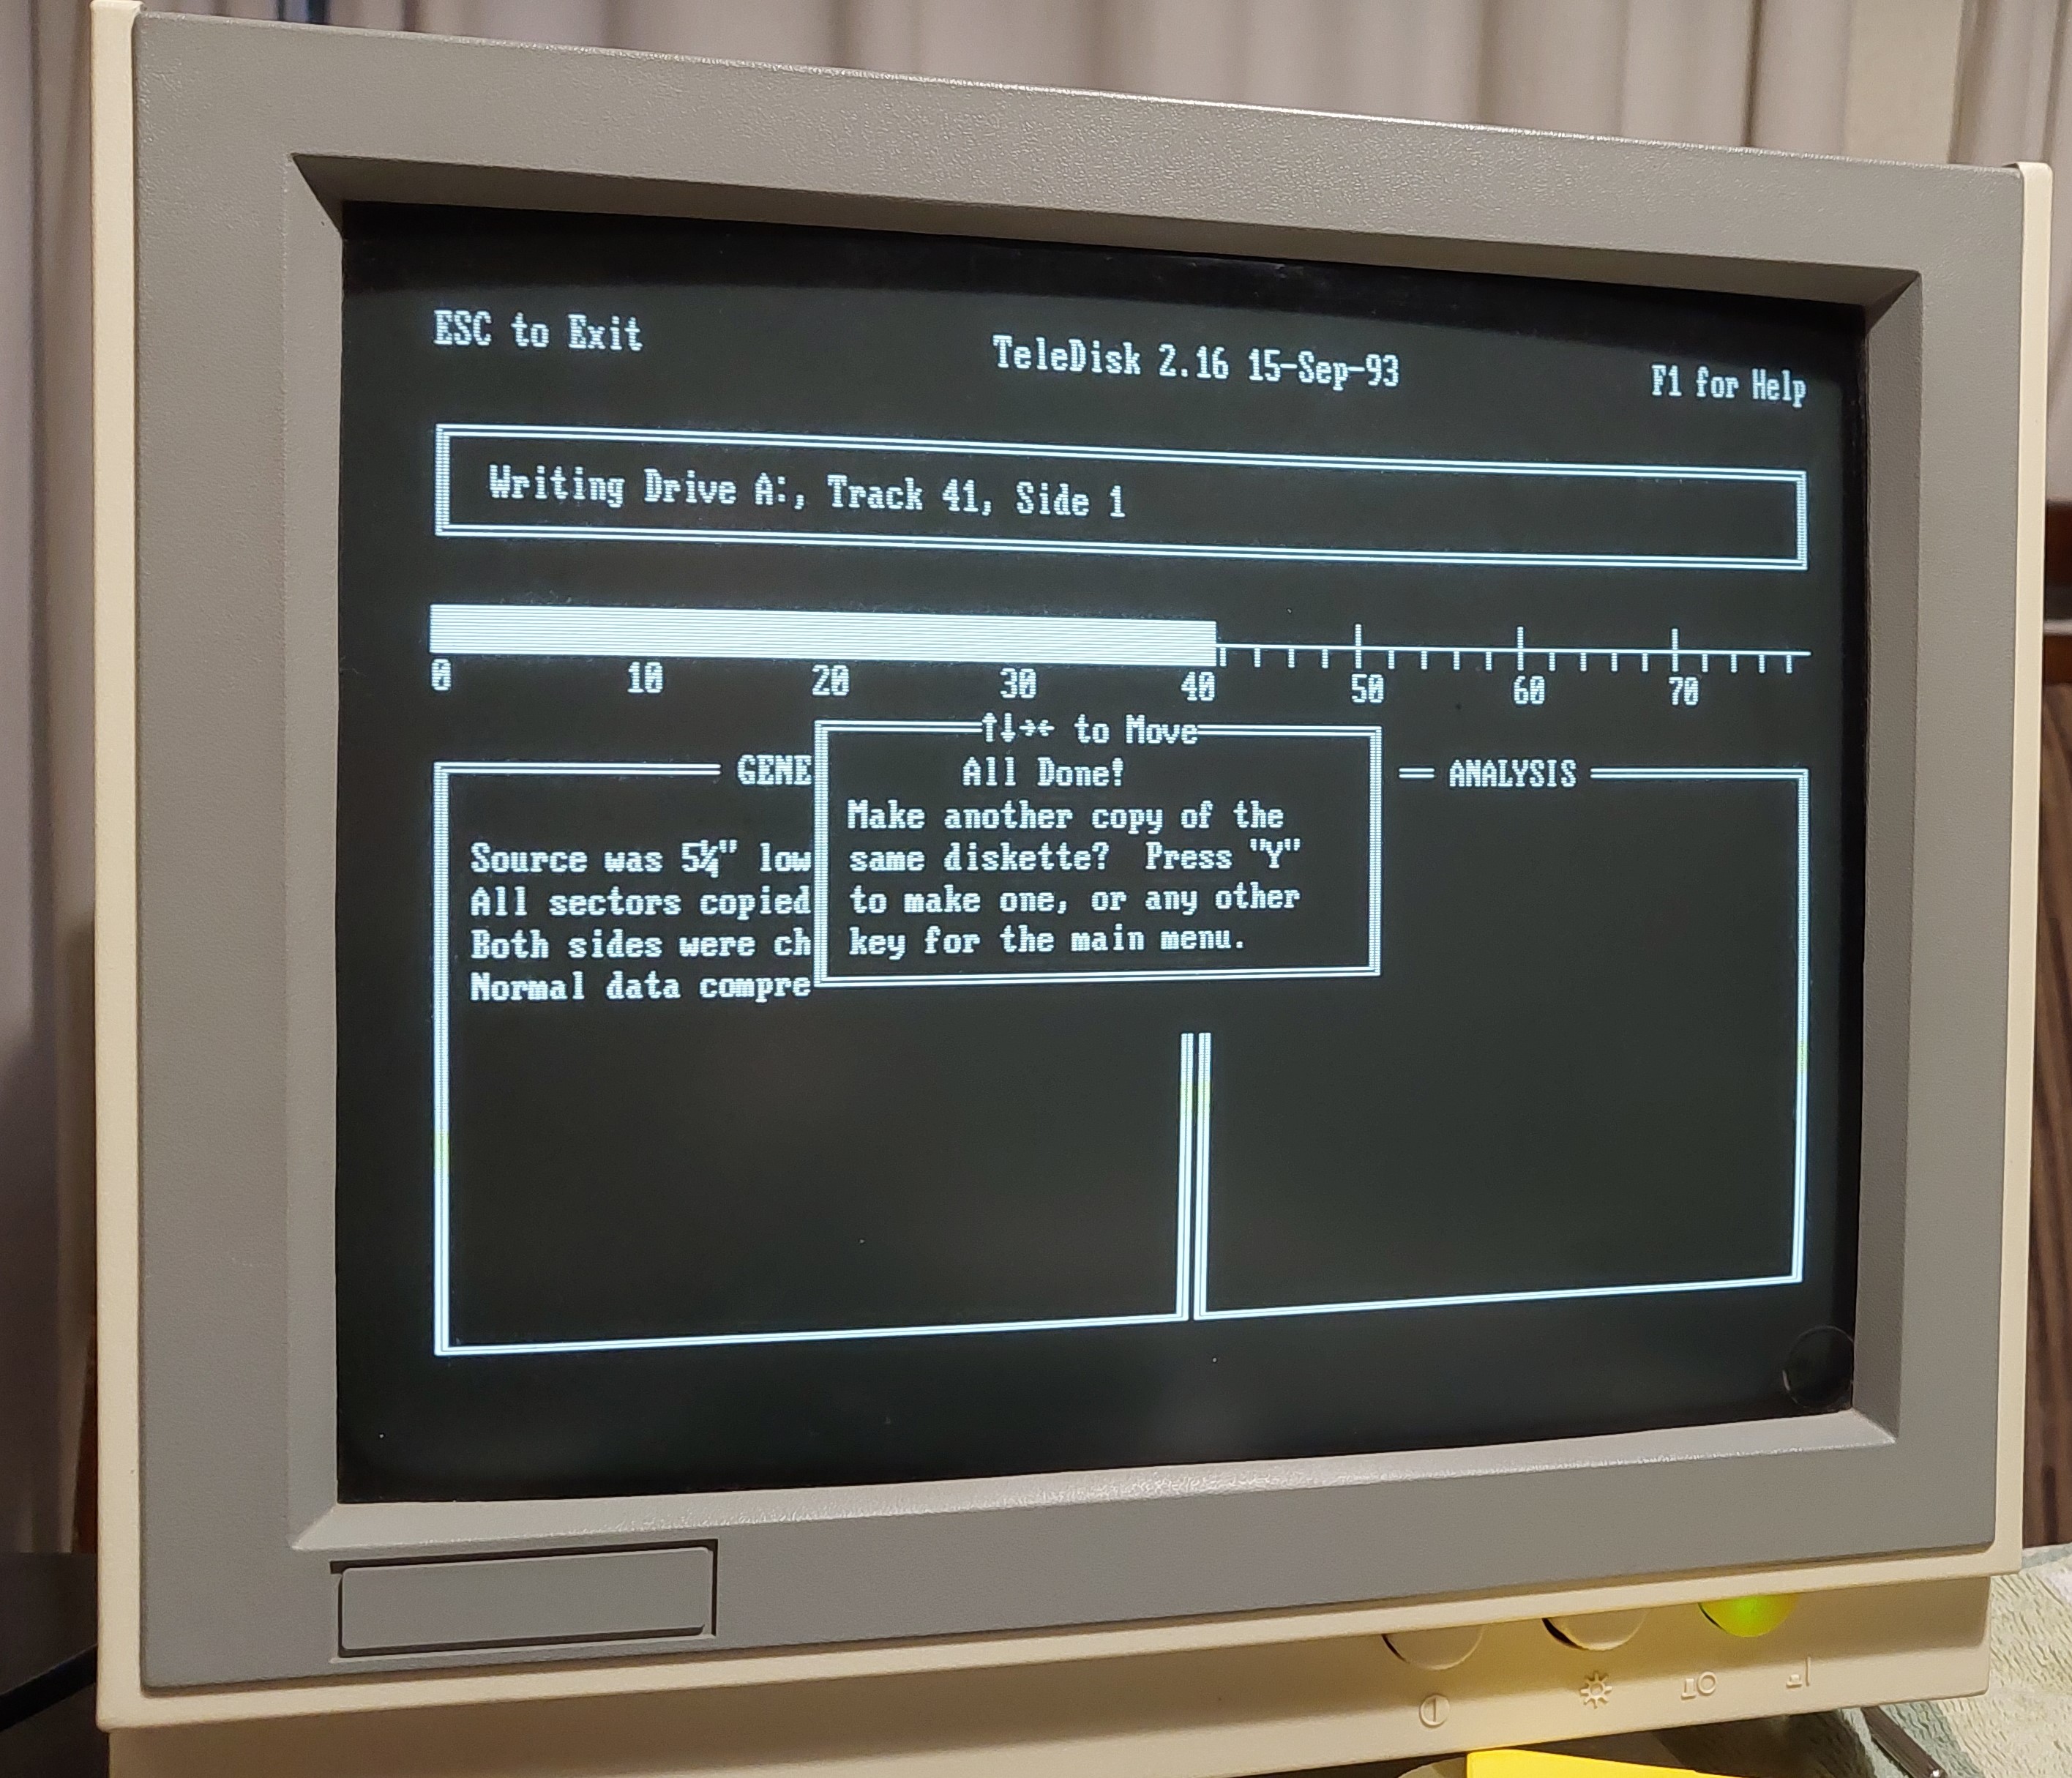 ESC to Exit
TeleDisk 2.16 15-Sep-93
F1 for Help
Writing Drive A:, Track 41, Side 1
0 10 20 30 40 50 60 70
↑↓→← to Move
All Done!
Make another copy of the
same diskette? Press "Y"
to make one, or any other
key for the main menu.
GENE
Source was 5¼" low
All sectors copied
Both sides were ch
Normal data compre
ANALYSIS